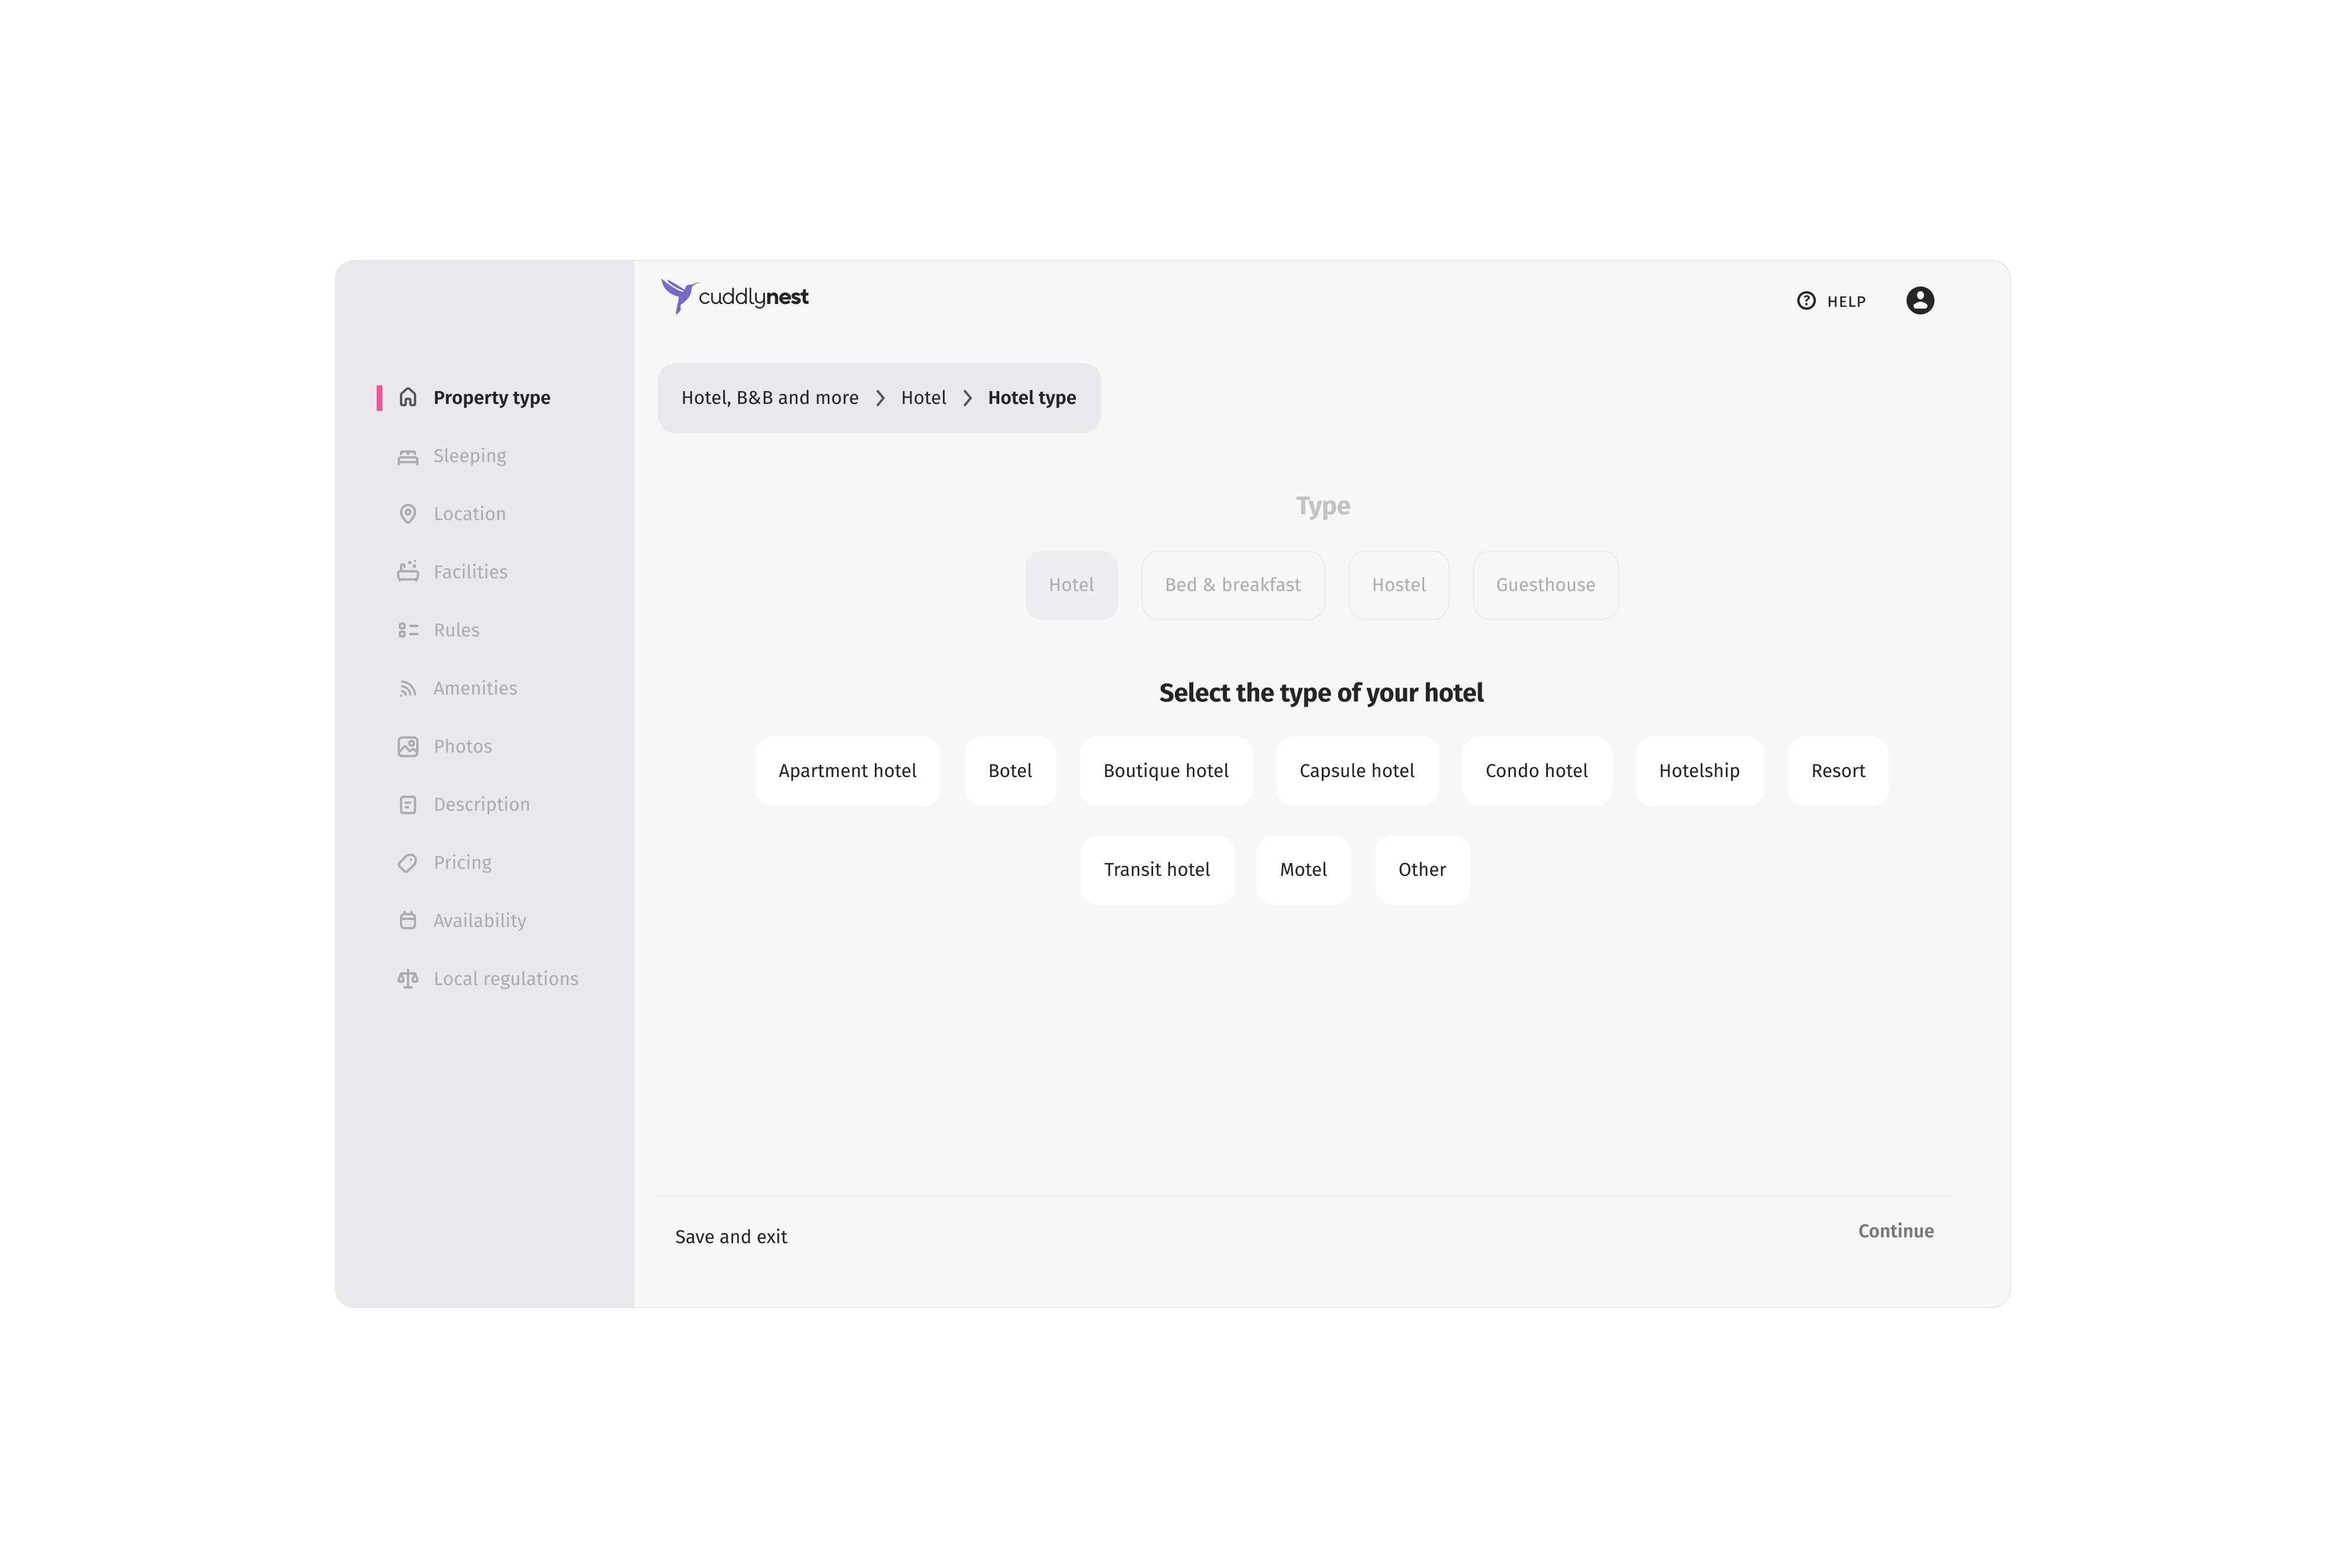 cuddlynest
HELP
Property type
Sleeping
Location
Facilities
Rules
Amenities
Photos
Description
Pricing
Availability
Local regulations
Hotel, B&B and more > Hotel > Hotel type
Type
Hotel Bed & breakfast Hostel Guesthouse
Select the type of your hotel
Apartment hotel Botel Boutique hotel Capsule hotel Condo hotel Hotelship Resort
Transit hotel Motel Other
Save and exit
Continue